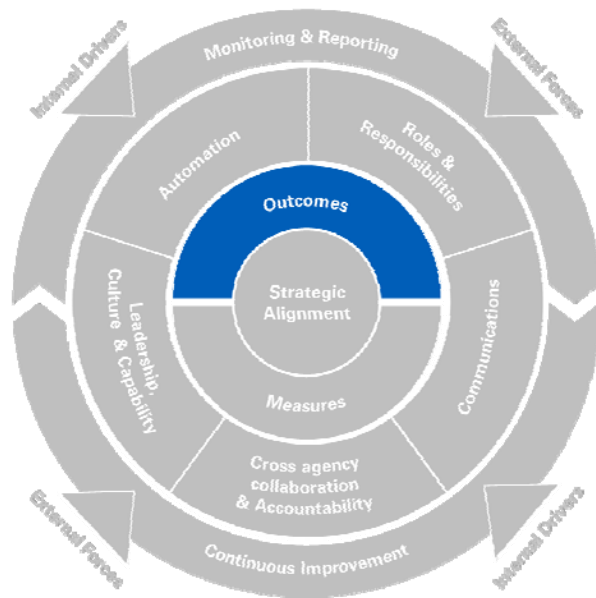 Internal Drivers
Monitoring & Reporting
External Forces
Automation
Roles &
Responsibilities
Outcomes
Strategic
Alignment
Leadership,
Culture & Capability
Communications
Measures
Cross agency
collaboration
& Accountability
External Forces
Continuous Improvement
Internal Drivers